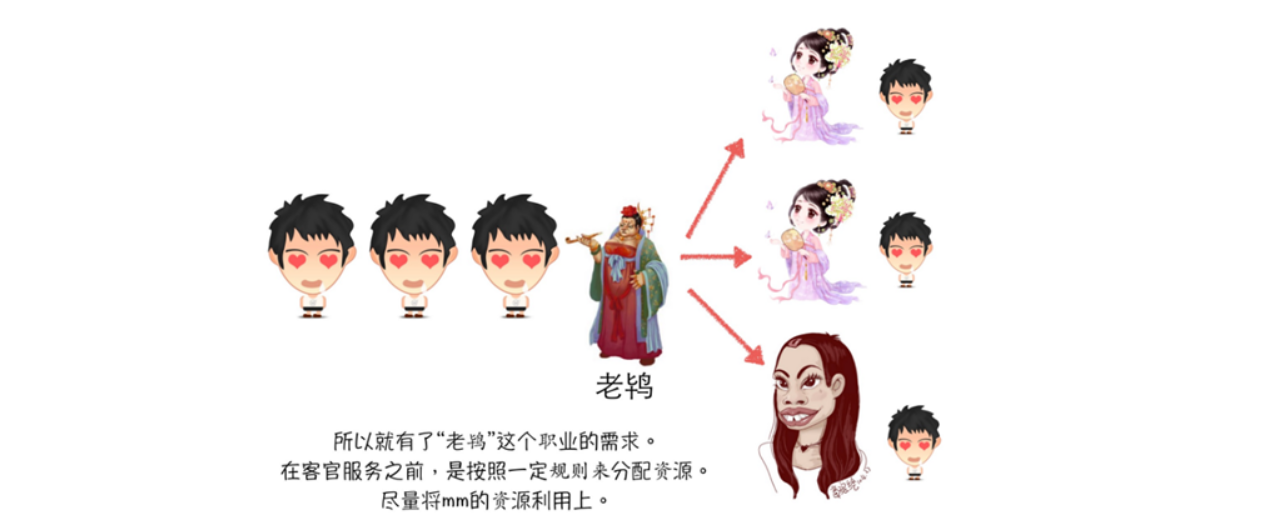 老鸨
所以就有了“老鸨”这个职业的需求。
在客官服务之前，是按照一定规则来分配资源。
尽量将mm的资源利用上。